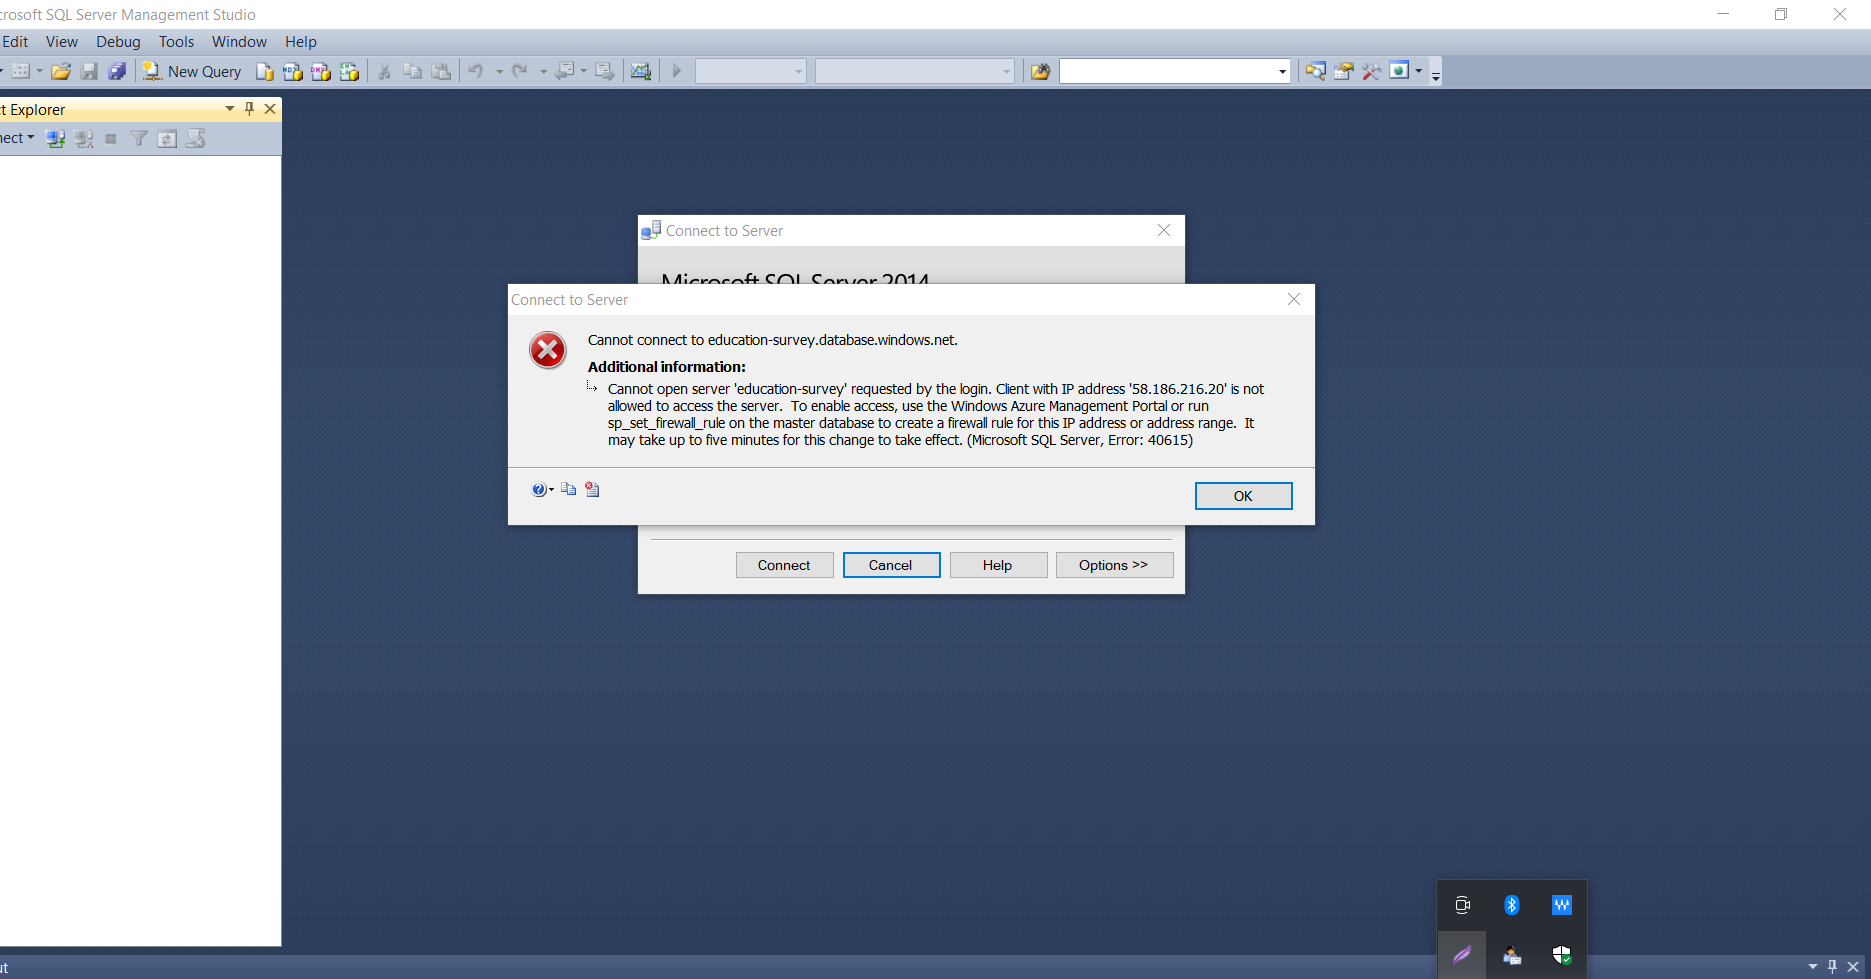 crosoft SQL Server Management Studio
Edit View Debug Tools Window Help
New Query
t Explorer
nect
Connect to Server
Microsoft SQL Server 2014
Connect to Server
Cannot connect to education-survey.database.windows.net.
Additional information:
Cannot open server 'education-survey' requested by the login. Client with IP address '58.186.216.20' is not
allowed to access the server.  To enable access, use the Windows Azure Management Portal or run
sp_set_firewall_rule on the master database to create a firewall rule for this IP address or address range.  It
may take up to five minutes for this change to take effect. (Microsoft SQL Server, Error: 40615)
OK
Connect Cancel Help Options >>
ut